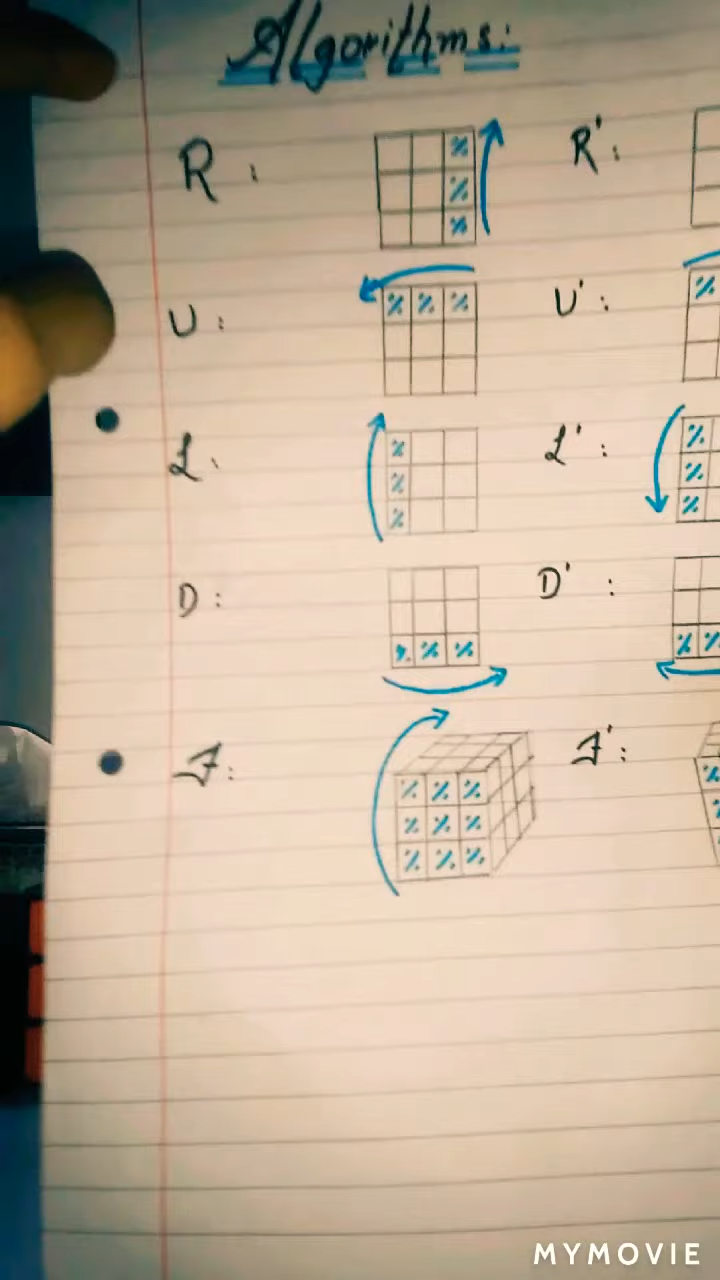 Algorithms:
R : R' :
U : U' :
L : L' :
D : D' :
F : F' :
MYMOVIE